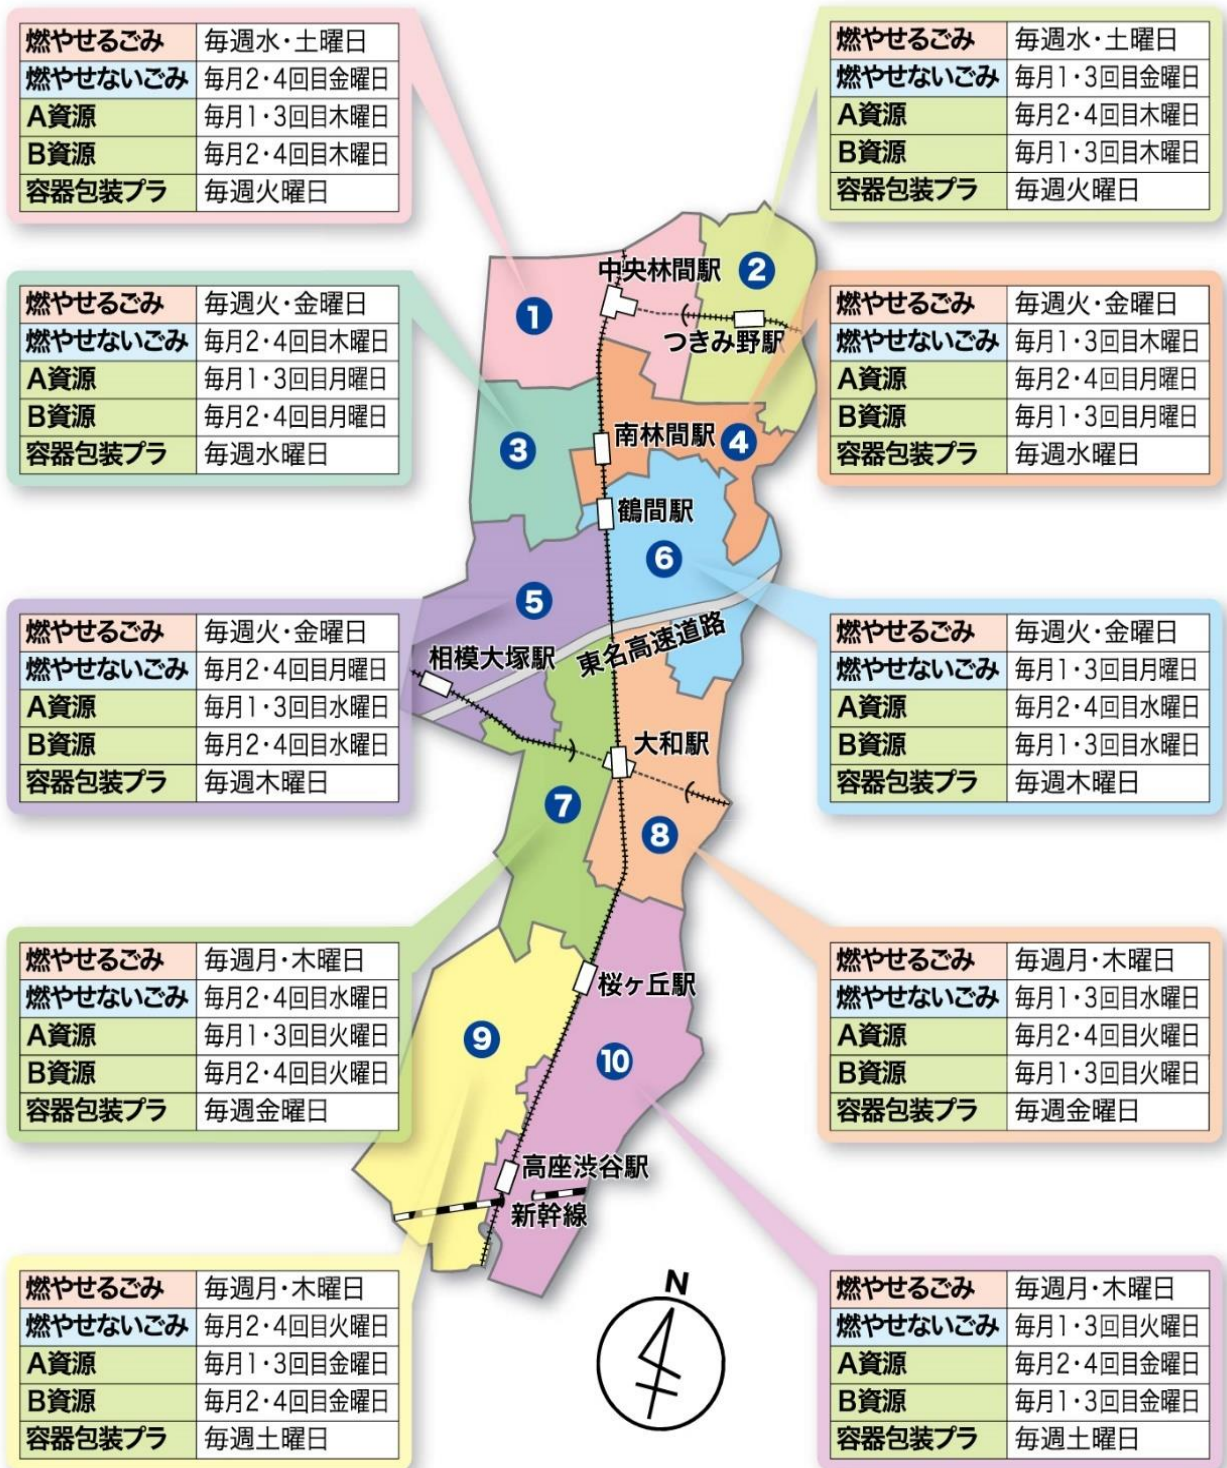 燃やせるごみ 毎週水・土曜日
燃やせないごみ 毎月2・4回目金曜日
A資源 毎月1・3回目木曜日
B資源 毎月2・4回目木曜日
容器包装プラ 毎週火曜日
燃やせるごみ 毎週水・土曜日
燃やせないごみ 毎月1・3回目金曜日
A資源 毎月2・4回目木曜日
B資源 毎月1・3回目木曜日
容器包装プラ 毎週火曜日
燃やせるごみ 毎週火・金曜日
燃やせないごみ 毎月2・4回目木曜日
A資源 毎月1・3回目月曜日
B資源 毎月2・4回目月曜日
容器包装プラ 毎週水曜日
燃やせるごみ 毎週火・金曜日
燃やせないごみ 毎月1・3回目木曜日
A資源 毎月2・4回目月曜日
B資源 毎月1・3回目月曜日
容器包装プラ 毎週水曜日
燃やせるごみ 毎週火・金曜日
燃やせないごみ 毎月2・4回目月曜日
A資源 毎月1・3回目水曜日
B資源 毎月2・4回目水曜日
容器包装プラ 毎週木曜日
燃やせるごみ 毎週火・金曜日
燃やせないごみ 毎月1・3回目月曜日
A資源 毎月2・4回目水曜日
B資源 毎月1・3回目水曜日
容器包装プラ 毎週木曜日
燃やせるごみ 毎週月・木曜日
燃やせないごみ 毎月2・4回目水曜日
A資源 毎月1・3回目火曜日
B資源 毎月2・4回目火曜日
容器包装プラ 毎週金曜日
燃やせるごみ 毎週月・木曜日
燃やせないごみ 毎月1・3回目水曜日
A資源 毎月2・4回目火曜日
B資源 毎月1・3回目火曜日
容器包装プラ 毎週金曜日
燃やせるごみ 毎週月・木曜日
燃やせないごみ 毎月2・4回目火曜日
A資源 毎月1・3回目金曜日
B資源 毎月2・4回目金曜日
容器包装プラ 毎週土曜日
燃やせるごみ 毎週月・木曜日
燃やせないごみ 毎月1・3回目火曜日
A資源 毎月2・4回目金曜日
B資源 毎月1・3回目金曜日
容器包装プラ 毎週土曜日
中央林間駅
2
1
つきみ野駅
南林間駅
4
3
鶴間駅
6
5
東名高速道路
相模大塚駅
大和駅
7
8
桜ヶ丘駅
9
10
高座渋谷駅
新幹線
N